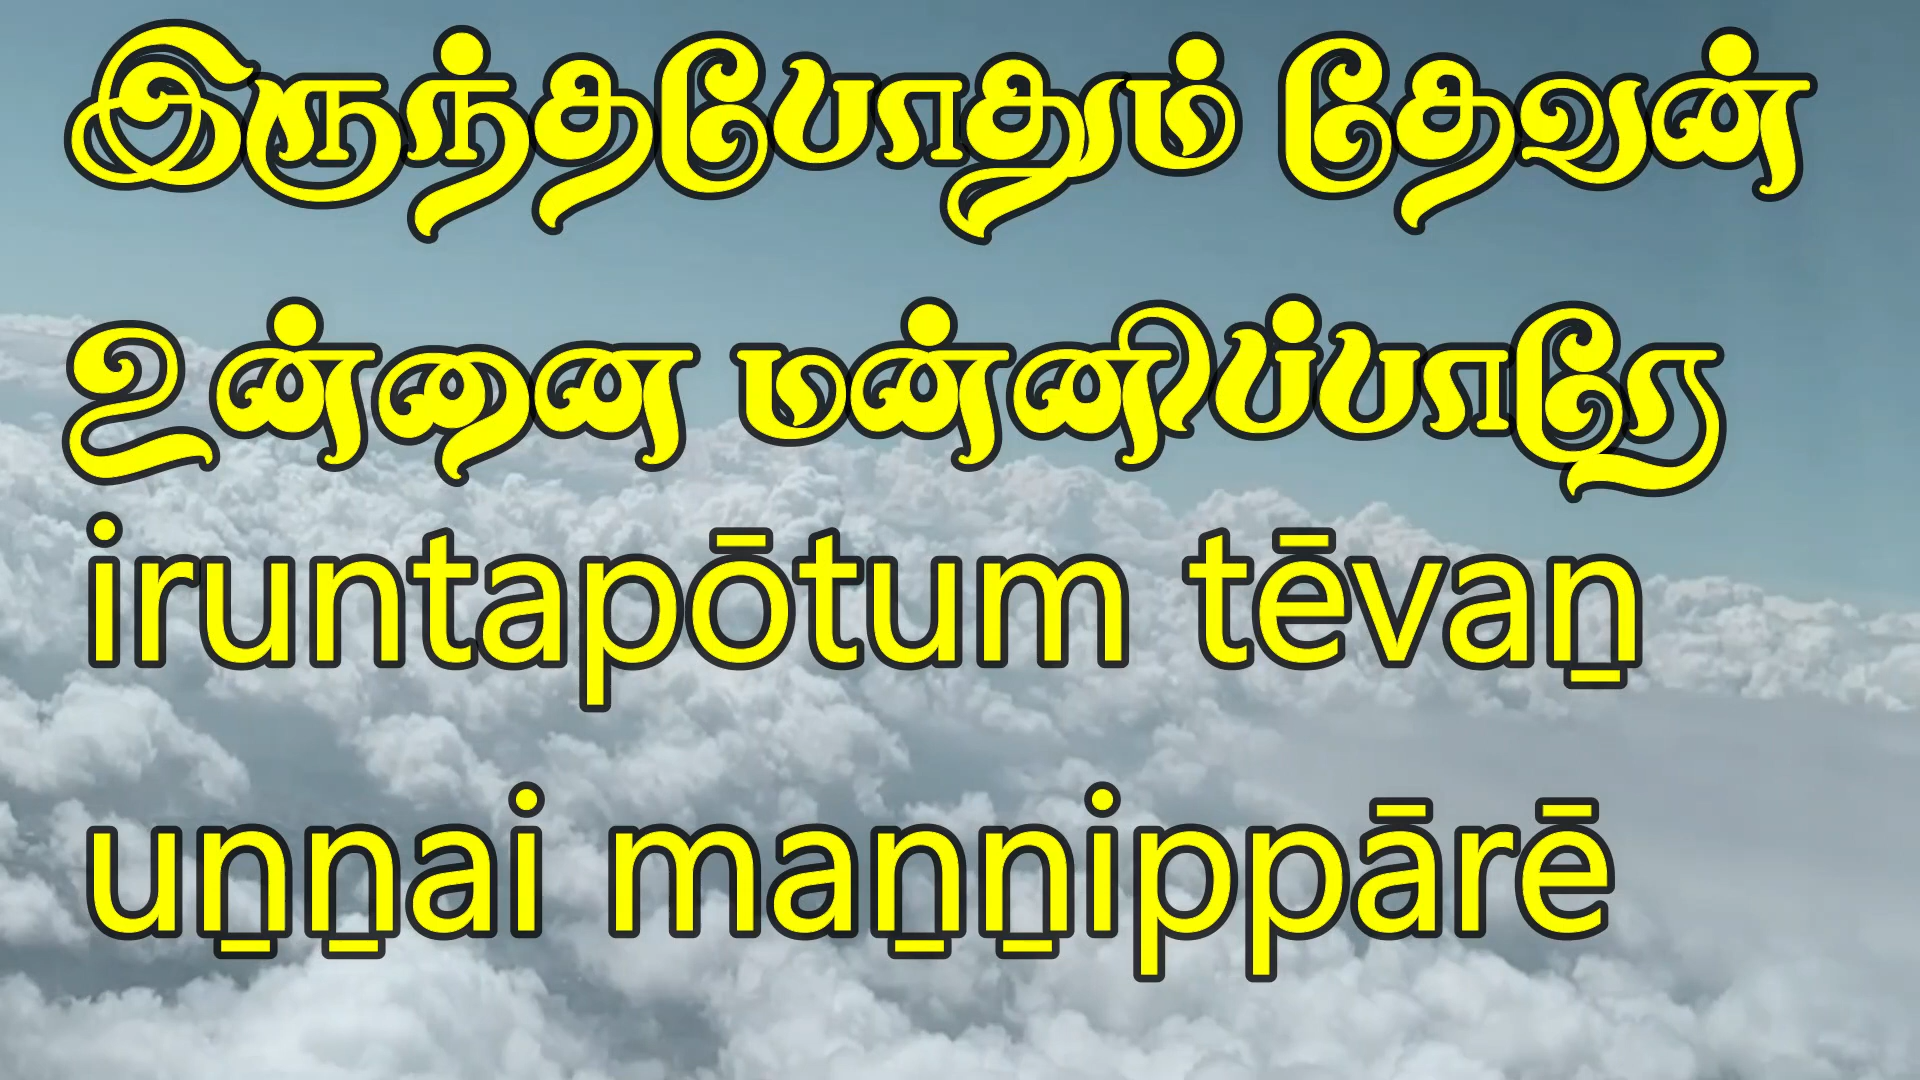 இருந்தபோதும் தேவன்
உன்னை மன்னிப்பாரே
iruntapōtum tēvaṉ
uṉṉai maṉṉippārē